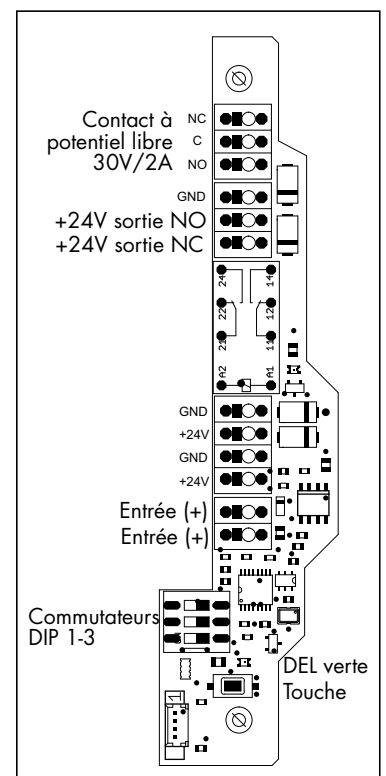 Contact à
potentiel libre
30V/2A
NC
C
NO
GND
+24V sortie NO
+24V sortie NC
24
14
22
12
21
11
A2
A1
GND
+24V
GND
+24V
Entrée (+)
Entrée (+)
Commutateurs
DIP 1-3
DEL verte
Touche
1